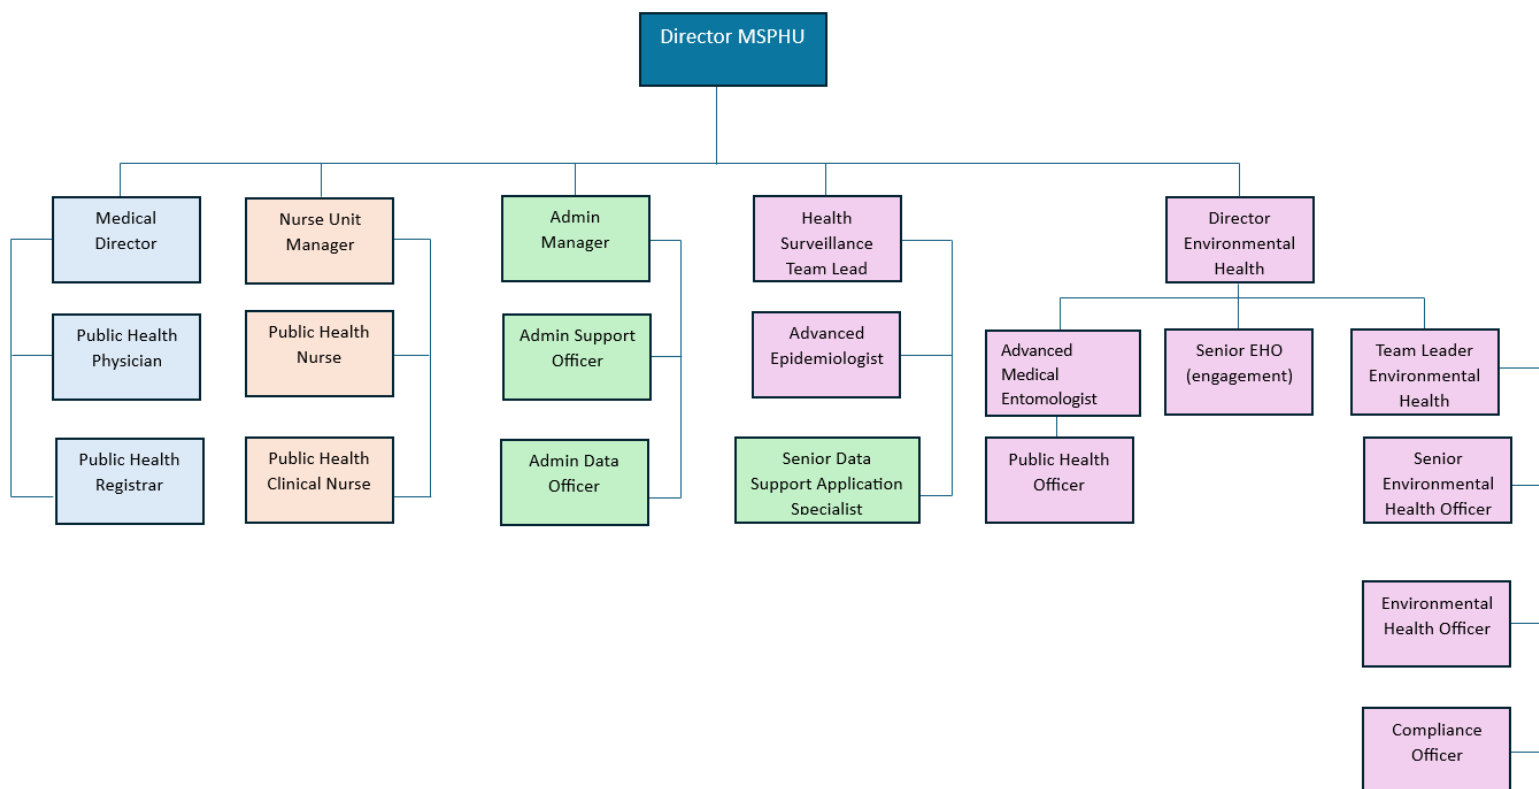 Director MSPHU
Medical
Director
Nurse Unit
Manager
Admin
Manager
Health
Surveillance
Team Lead
Director
Environmental
Health
Public Health
Physician
Public Health
Nurse
Admin Support
Officer
Advanced
Epidemiologist
Advanced
Medical
Entomologist
Senior EHO
(engagement)
Team Leader
Environmental
Health
Public Health
Registrar
Public Health
Clinical Nurse
Admin Data
Officer
Senior Data
Support Application
Specialist
Public Health
Officer
Senior
Environmental
Health Officer
Environmental
Health Officer
Compliance
Officer